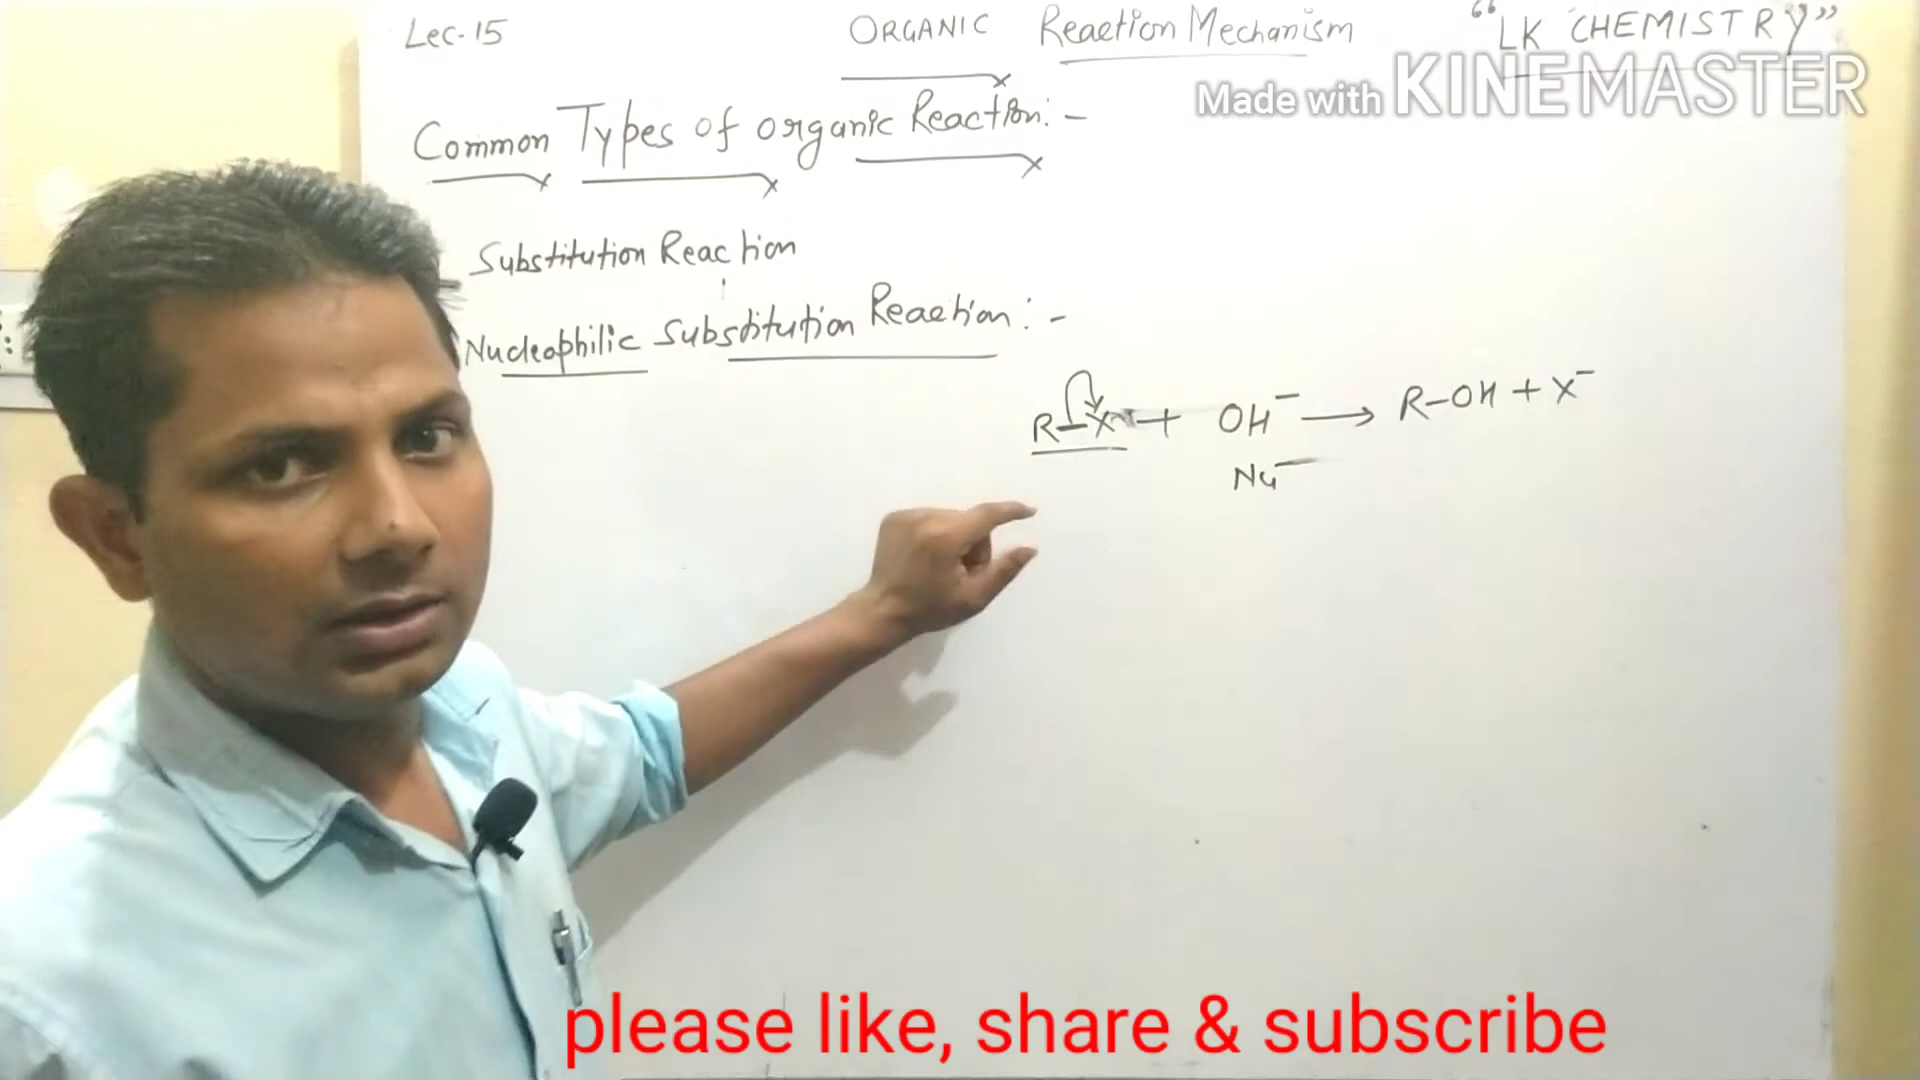 Lec-15 ORGANIC Reaction Mechanism “LK CHEMISTRY”
Made with KINEMASTER
Common Types of organic Reaction:-
Substitution Reaction
Nucleophilic Substitution Reaction:-
R-X + OH⁻ → R-OH + X⁻
Nu⁻
please like, share & subscribe